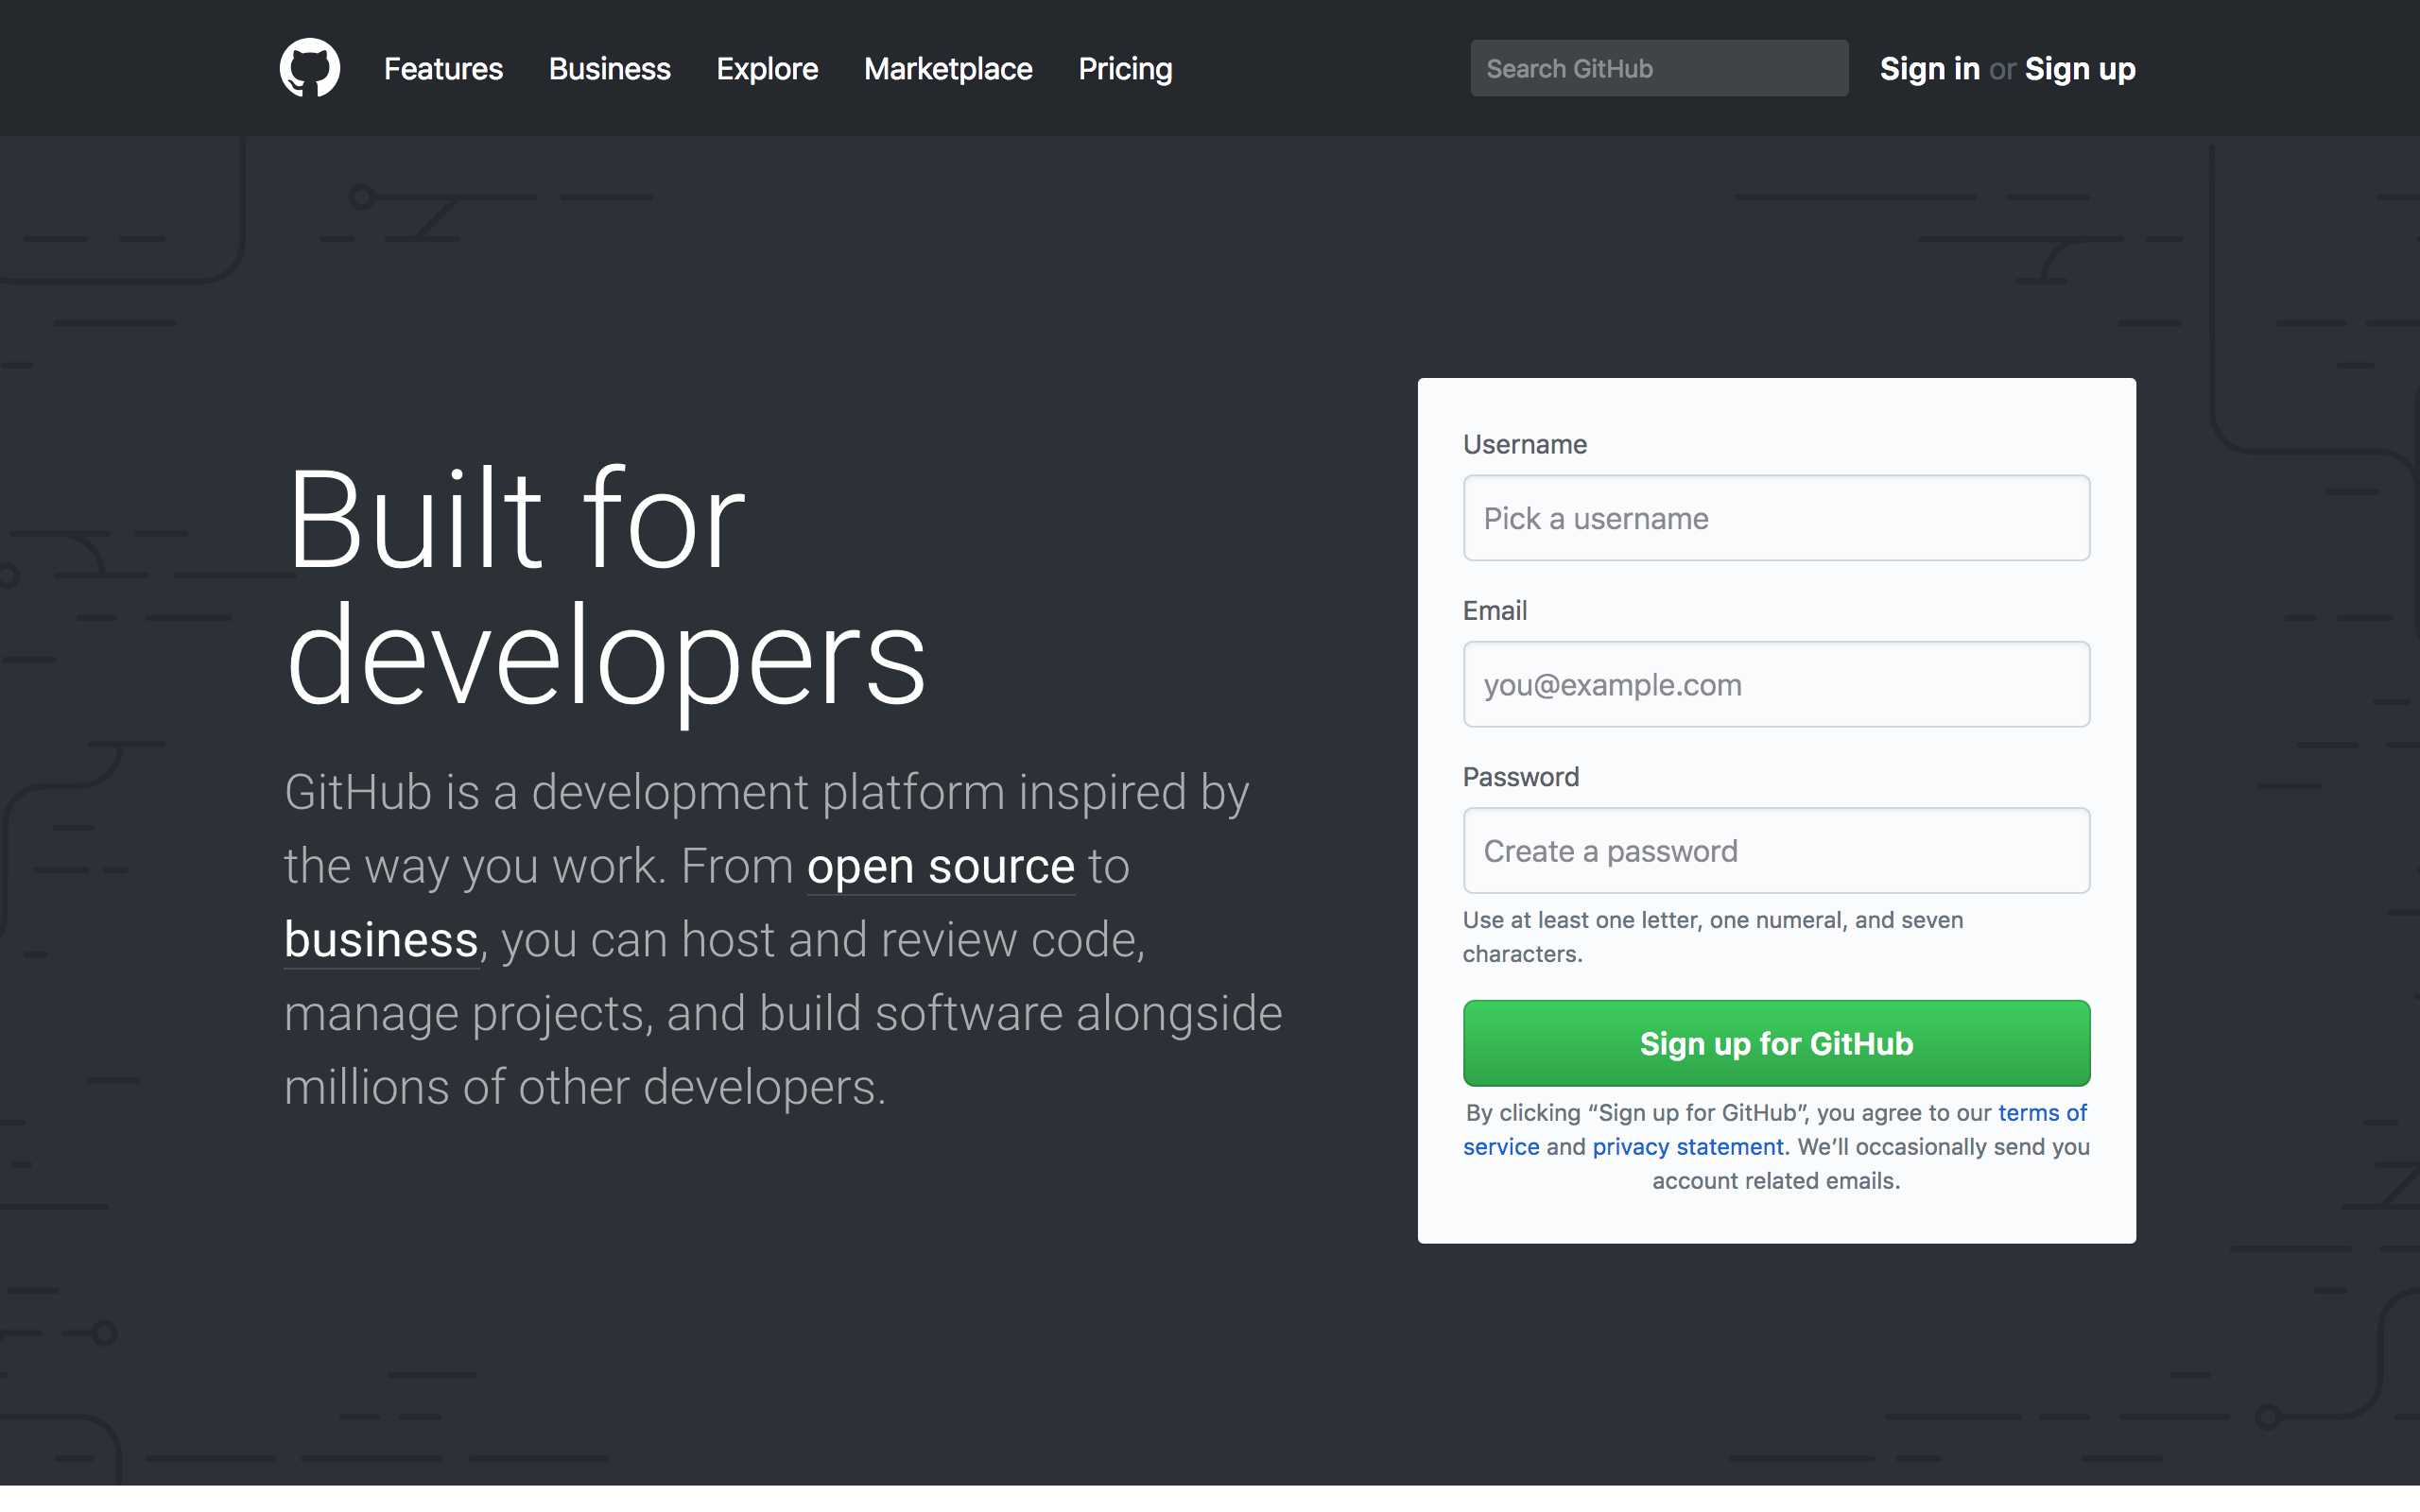 Features Business Explore Marketplace Pricing Search GitHub Sign in or Sign up
Built for
developers
GitHub is a development platform inspired by
the way you work. From open source to
business, you can host and review code,
manage projects, and build software alongside
millions of other developers.
Username
Pick a username
Email
you@example.com
Password
Create a password
Use at least one letter, one numeral, and seven
characters.
Sign up for GitHub
By clicking “Sign up for GitHub”, you agree to our terms of
service and privacy statement. We’ll occasionally send you
account related emails.